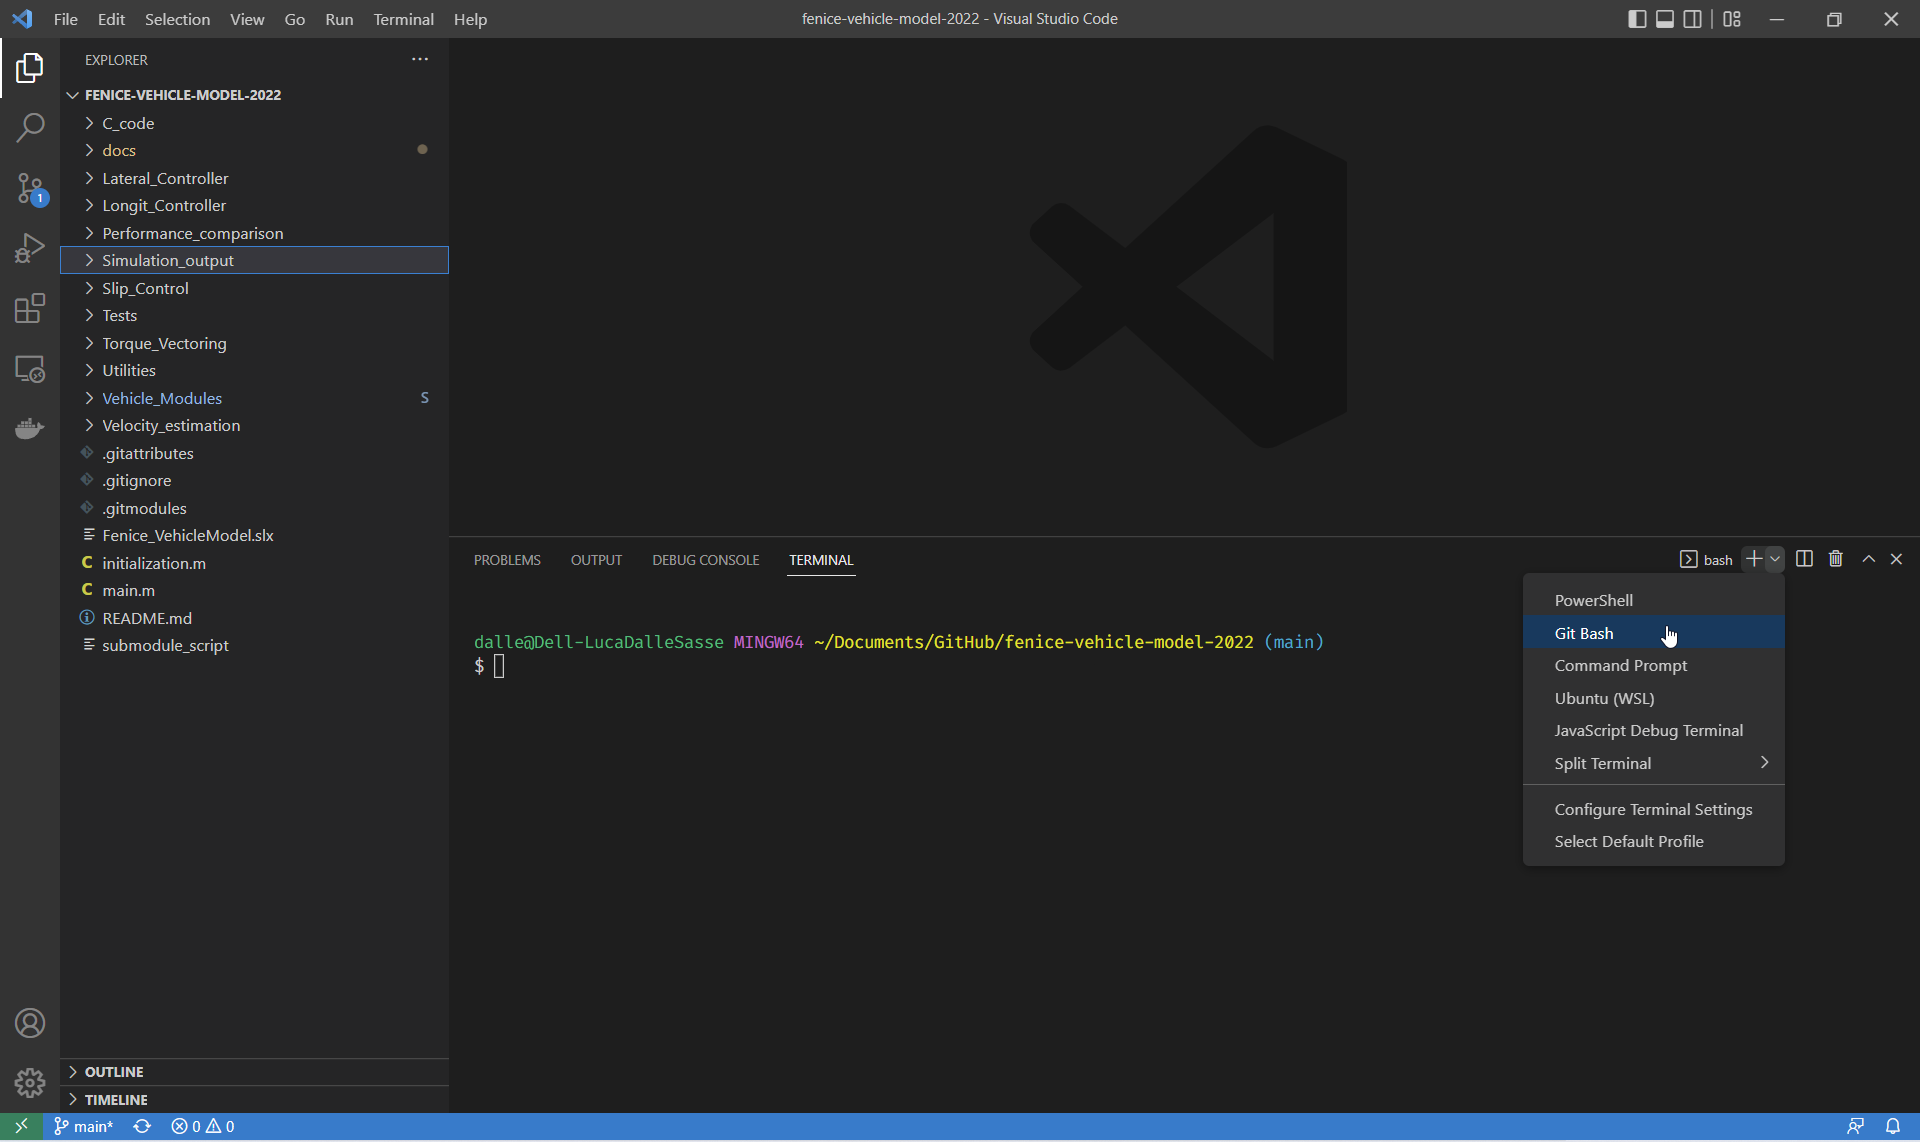 File Edit Selection View Go Run Terminal Help
fenice-vehicle-model-2022 - Visual Studio Code
EXPLORER
FENICE-VEHICLE-MODEL-2022
C_code
docs
Lateral_Controller
Longit_Controller
Performance_comparison
Simulation_output
Slip_Control
Tests
Torque_Vectoring
Utilities
Vehicle_Modules S
Velocity_estimation
.gitattributes
.gitignore
.gitmodules
Fenice_VehicleModel.slx
C initialization.m
C main.m
README.md
submodule_script
OUTLINE
TIMELINE
1
PROBLEMS OUTPUT DEBUG CONSOLE TERMINAL
bash
dalle@Dell-LucaDalleSasse MINGW64 ~/Documents/GitHub/fenice-vehicle-model-2022 (main)
$
PowerShell
Git Bash
Command Prompt
Ubuntu (WSL)
JavaScript Debug Terminal
Split Terminal
Configure Terminal Settings
Select Default Profile
main* 0 0